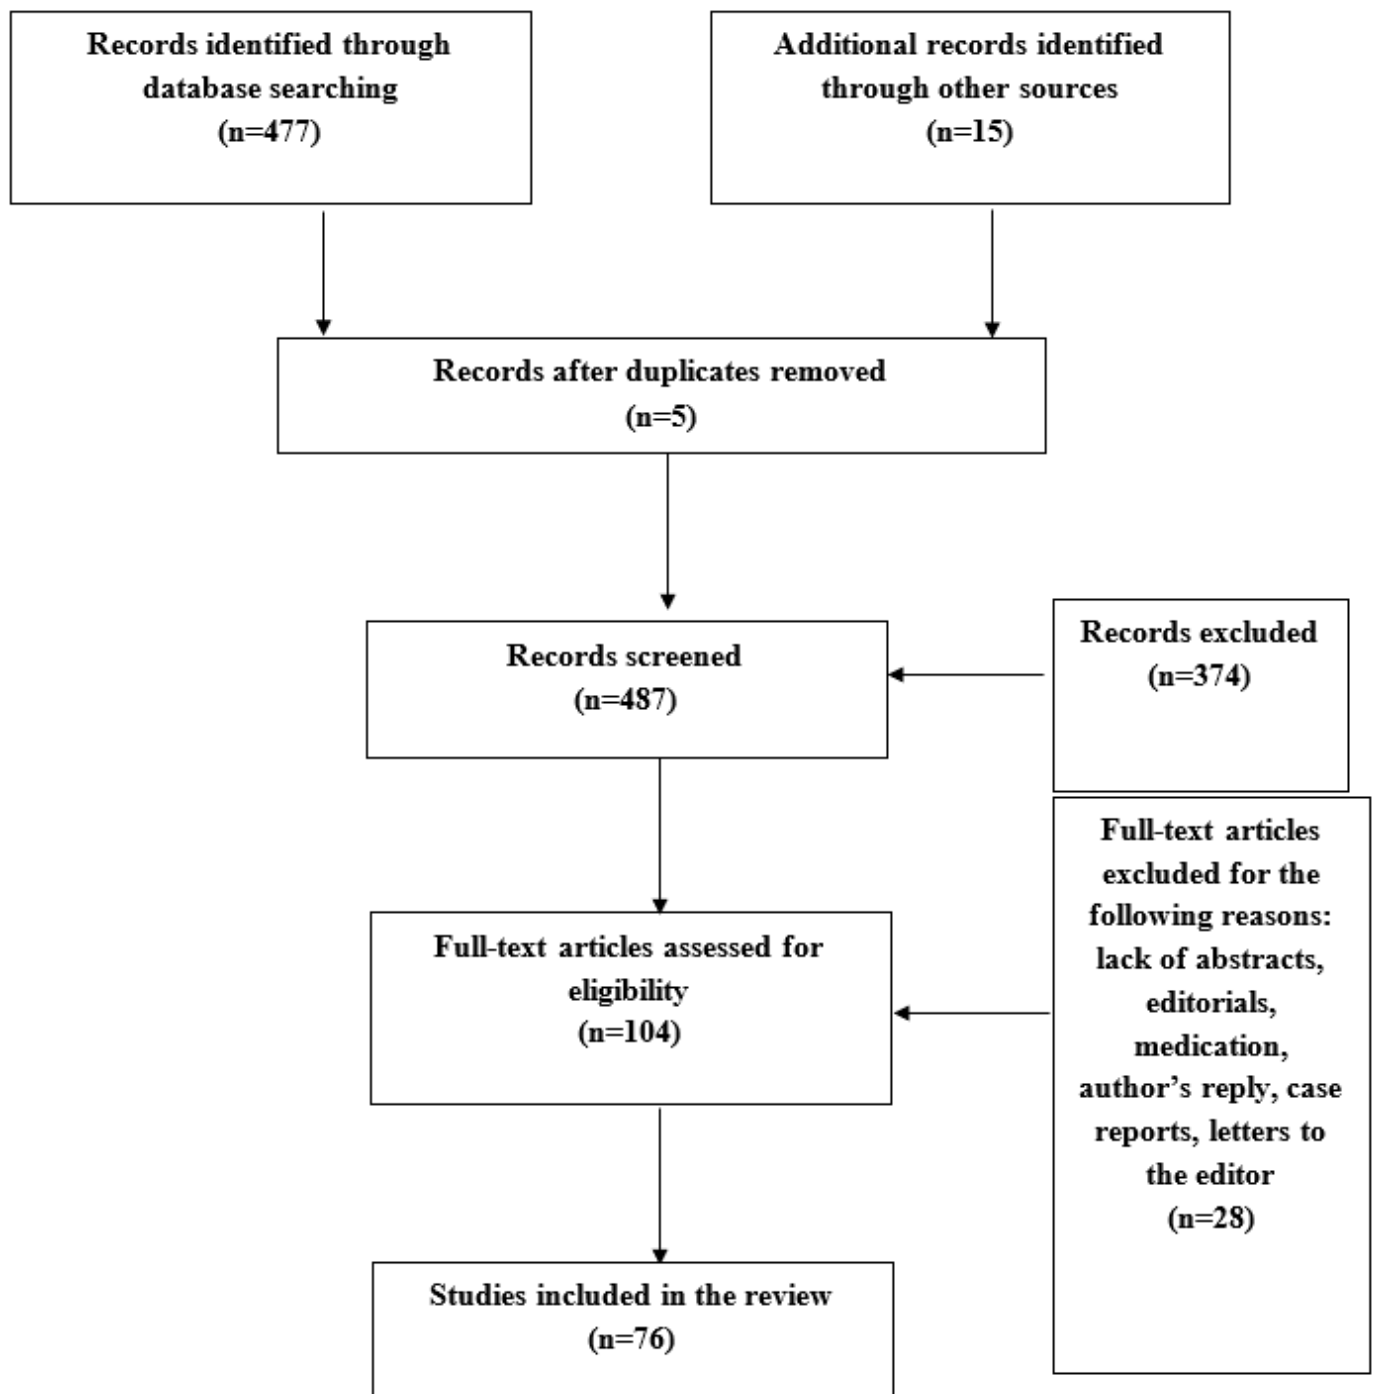 Records identified through
database searching
(n=477)
Additional records identified
through other sources
(n=15)
Records after duplicates removed
(n=5)
Records screened
(n=487)
Records excluded
(n=374)
Full-text articles assessed for
eligibility
(n=104)
Full-text articles
excluded for the
following reasons:
lack of abstracts,
editorials,
medication,
author’s reply, case
reports, letters to
the editor
(n=28)
Studies included in the review
(n=76)